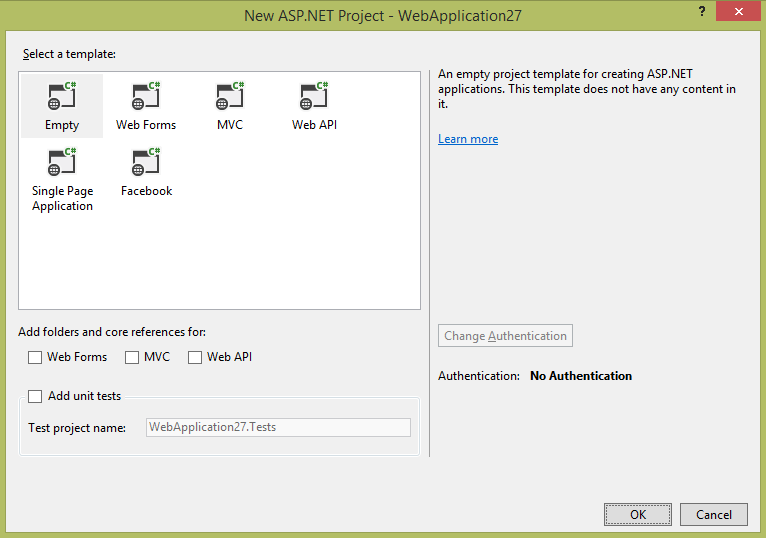 New ASP.NET Project - WebApplication27
?
Select a template:
C# C# C# C#
Empty Web Forms MVC Web API
C# C#
Single Page Facebook
Application
An empty project template for creating ASP.NET
applications. This template does not have any content in
it.
Learn more
Add folders and core references for:
Web Forms MVC Web API
Add unit tests
Test project name: WebApplication27.Tests
Change Authentication
Authentication: No Authentication
OK Cancel